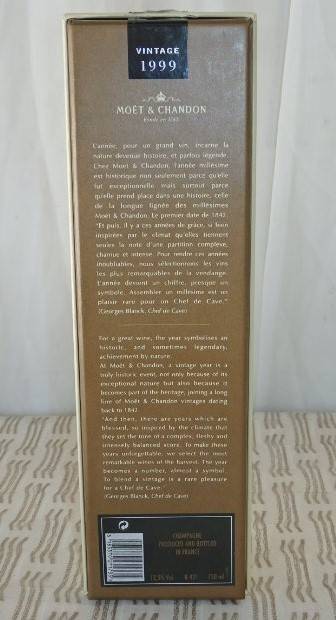 VINTAGE
1999
MOËT & CHANDON
Fondé en 1743
L'année, pour un grand vin, incarne la
nature devenue histoire, et parfois légende.
Chez Moët & Chandon, l'année millésime
est historique non seulement parce qu'elle
fut exceptionnelle mais surtout parce
qu'elle prend place dans une histoire, celle
de la longue lignée des millésimes
Moët & Chandon. Le premier date de 1842.
"Et puis, il y a ces années de grâce, si bien
inspirées par le climat qu'elles tiennent
seules la note d'une partition complexe,
charnue et intense. Pour rendre ces années
inoubliables, nous sélectionnons les vins
les plus remarquables de la vendange.
L'année devient un chiffre, presque un
symbole. Assembler un millésime est un
plaisir rare pour un Chef de Cave."
(Georges Blanck, Chef de Cave)
For a great wine, the year symbolises an
historic, and sometimes legendary,
achievement by nature.
At Moët & Chandon, a vintage year is a
truly historic event, not only because of its
exceptional nature but also because it
becomes part of the heritage, joining a long
line of Moët & Chandon vintages dating
back to 1842.
"And then, there are years which are
blessed, so inspired by the climate that
they set the tone of a complex, fleshy and
intensely balanced score. To make these
years unforgettable, we select the most
remarkable wines of the harvest. The year
becomes a number, almost a symbol.
To blend a vintage is a rare pleasure
for a Chef de Cave."
(Georges Blanck, Chef de Cave)
CHAMPAGNE
PRODUCED AND BOTTLED
IN FRANCE
12,5% Vol
750 ml